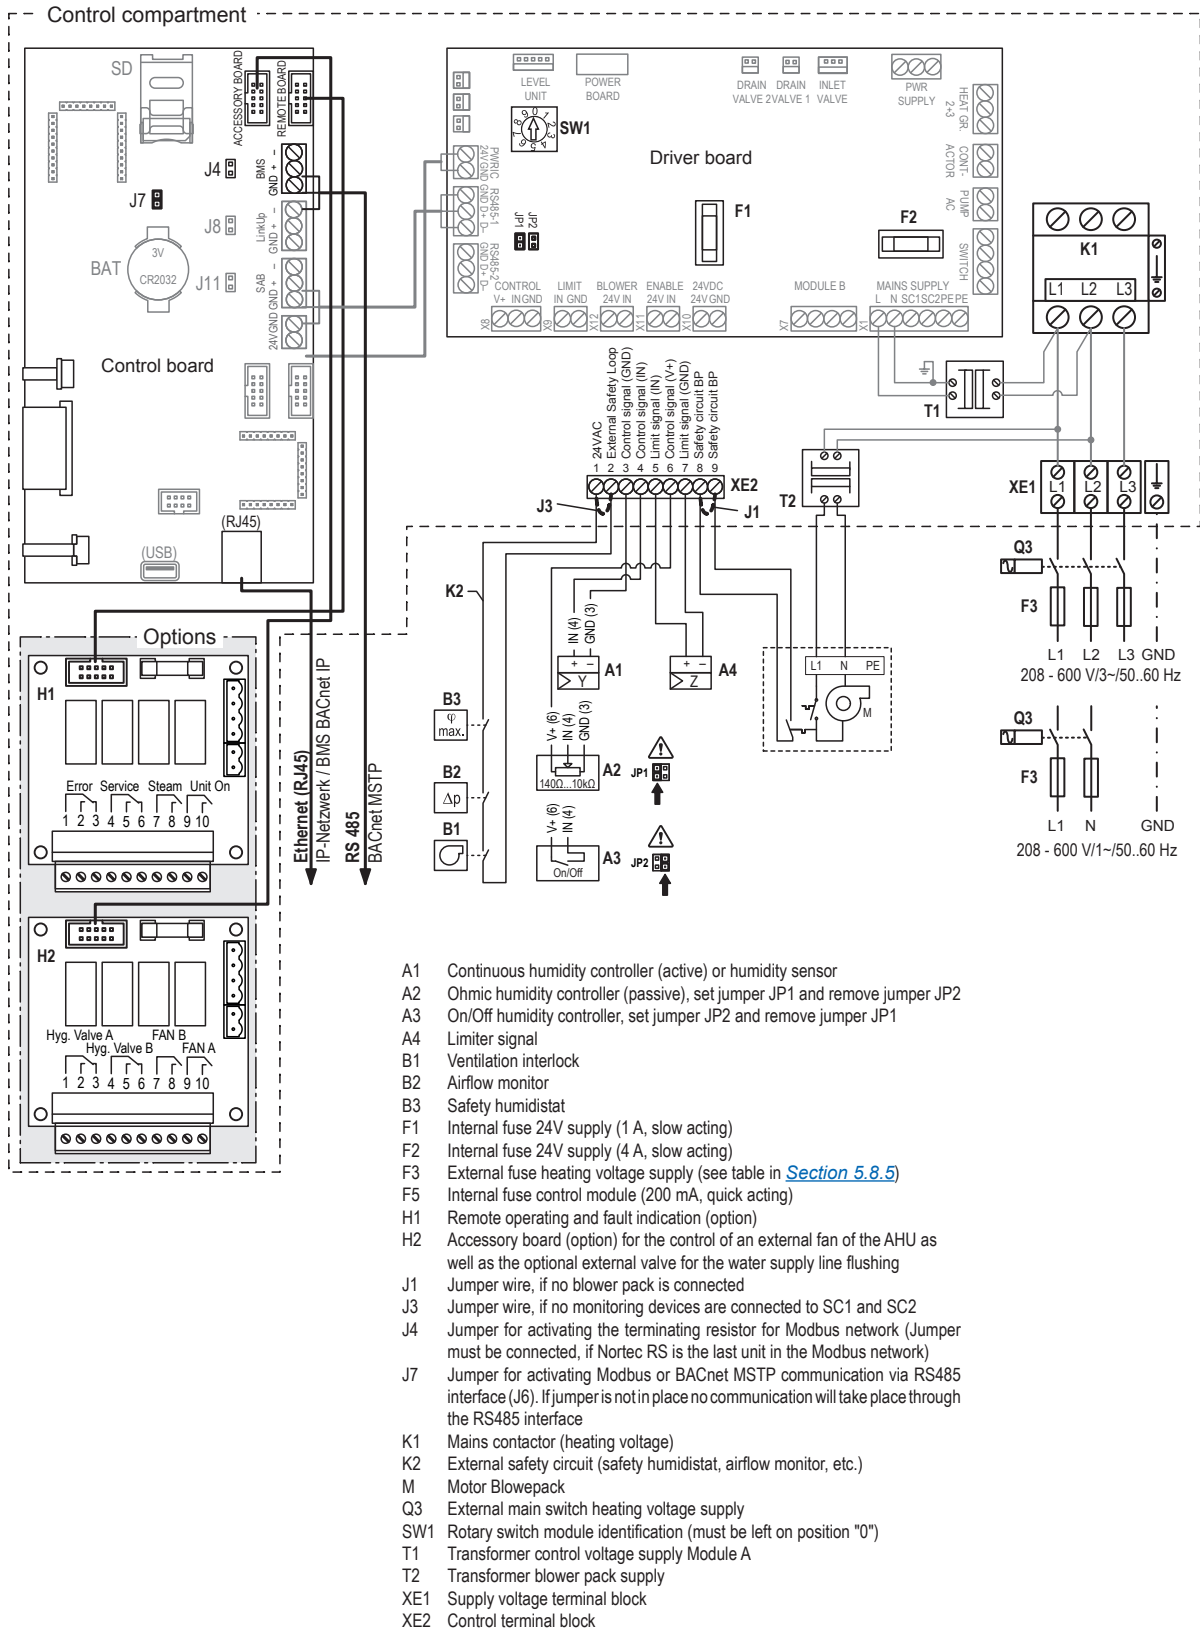 Control compartment
SD
ACCESSORY BOARD
REMOTE BOARD
J4
BMS
GND + –
J7
J8
LinkUp
GND + –
BAT
3V
CR2032
J11
SAB
GND + –
24V GND
Control board
(RJ45)
(USB)
LEVEL UNIT
POWER BOARD
DRAIN VALVE 2
DRAIN VALVE 1
INLET VALVE
PWR SUPPLY
HEAT GR. 2+3
CONT-ACTOR
PUMP AC
SWITCH
0 1 2 3 4 5 6 7 8 9
SW1
Driver board
PWRIC
24V GND
RS485-1
GND D+ D–
RS485-2
GND D+ D-
JP1
JP2
F1
F2
CONTROL
V+ IN GND
X8
LIMIT
IN GND
X9
BLOWER
24V IN
X12
ENABLE
24V IN
X11
24VDC
24V GND
X10
MODULE B
X7
MAINS SUPPLY
L N SC1 SC2 PE PE
X1
K1
L1 L2 L3
T1
24VAC
External Safety Loop
Control signal (GND)
Control signal (IN)
Limit signal (IN)
Control signal (V+)
Limit signal (GND)
Safety circuit BP
Safety circuit BP
1 2 3 4 5 6 7 8 9
XE2
J3
J1
T2
XE1
L1 L2 L3
Q3
F3
L1 L2 L3 GND
208 - 600 V/3~/50..60 Hz
Q3
F3
L1 N GND
208 - 600 V/1~/50..60 Hz
K2
IN (4)
GND (3)
+ –
Y
A1
+ –
Z
A4
L1 N PE
M
B3
φ
max.
B2
Δp
B1
V+ (6)
IN (4)
GND (3)
140Ω...10kΩ
A2
JP1
V+ (6)
IN (4)
On/Off
A3
JP2
Options
H1
Error Service Steam Unit On
1 2 3 4 5 6 7 8 9 10
Ethernet (RJ45)
IP-Netzwerk / BMS BACnet IP
RS 485
BACnet MSTP
H2
Hyg. Valve A
FAN B
Hyg. Valve B
FAN A
1 2 3 4 5 6 7 8 9 10
A1 Continuous humidity controller (active) or humidity sensor
A2 Ohmic humidity controller (passive), set jumper JP1 and remove jumper JP2
A3 On/Off humidity controller, set jumper JP2 and remove jumper JP1
A4 Limiter signal
B1 Ventilation interlock
B2 Airflow monitor
B3 Safety humidistat
F1 Internal fuse 24V supply (1 A, slow acting)
F2 Internal fuse 24V supply (4 A, slow acting)
F3 External fuse heating voltage supply (see table in Section 5.8.5)
F5 Internal fuse control module (200 mA, quick acting)
H1 Remote operating and fault indication (option)
H2 Accessory board (option) for the control of an external fan of the AHU as
well as the optional external valve for the water supply line flushing
J1 Jumper wire, if no blower pack is connected
J3 Jumper wire, if no monitoring devices are connected to SC1 and SC2
J4 Jumper for activating the terminating resistor for Modbus network (Jumper
must be connected, if Nortec RS is the last unit in the Modbus network)
J7 Jumper for activating Modbus or BACnet MSTP communication via RS485
interface (J6). If jumper is not in place no communication will take place through
the RS485 interface
K1 Mains contactor (heating voltage)
K2 External safety circuit (safety humidistat, airflow monitor, etc.)
M Motor Blowepack
Q3 External main switch heating voltage supply
SW1 Rotary switch module identification (must be left on position "0")
T1 Transformer control voltage supply Module A
T2 Transformer blower pack supply
XE1 Supply voltage terminal block
XE2 Control terminal block